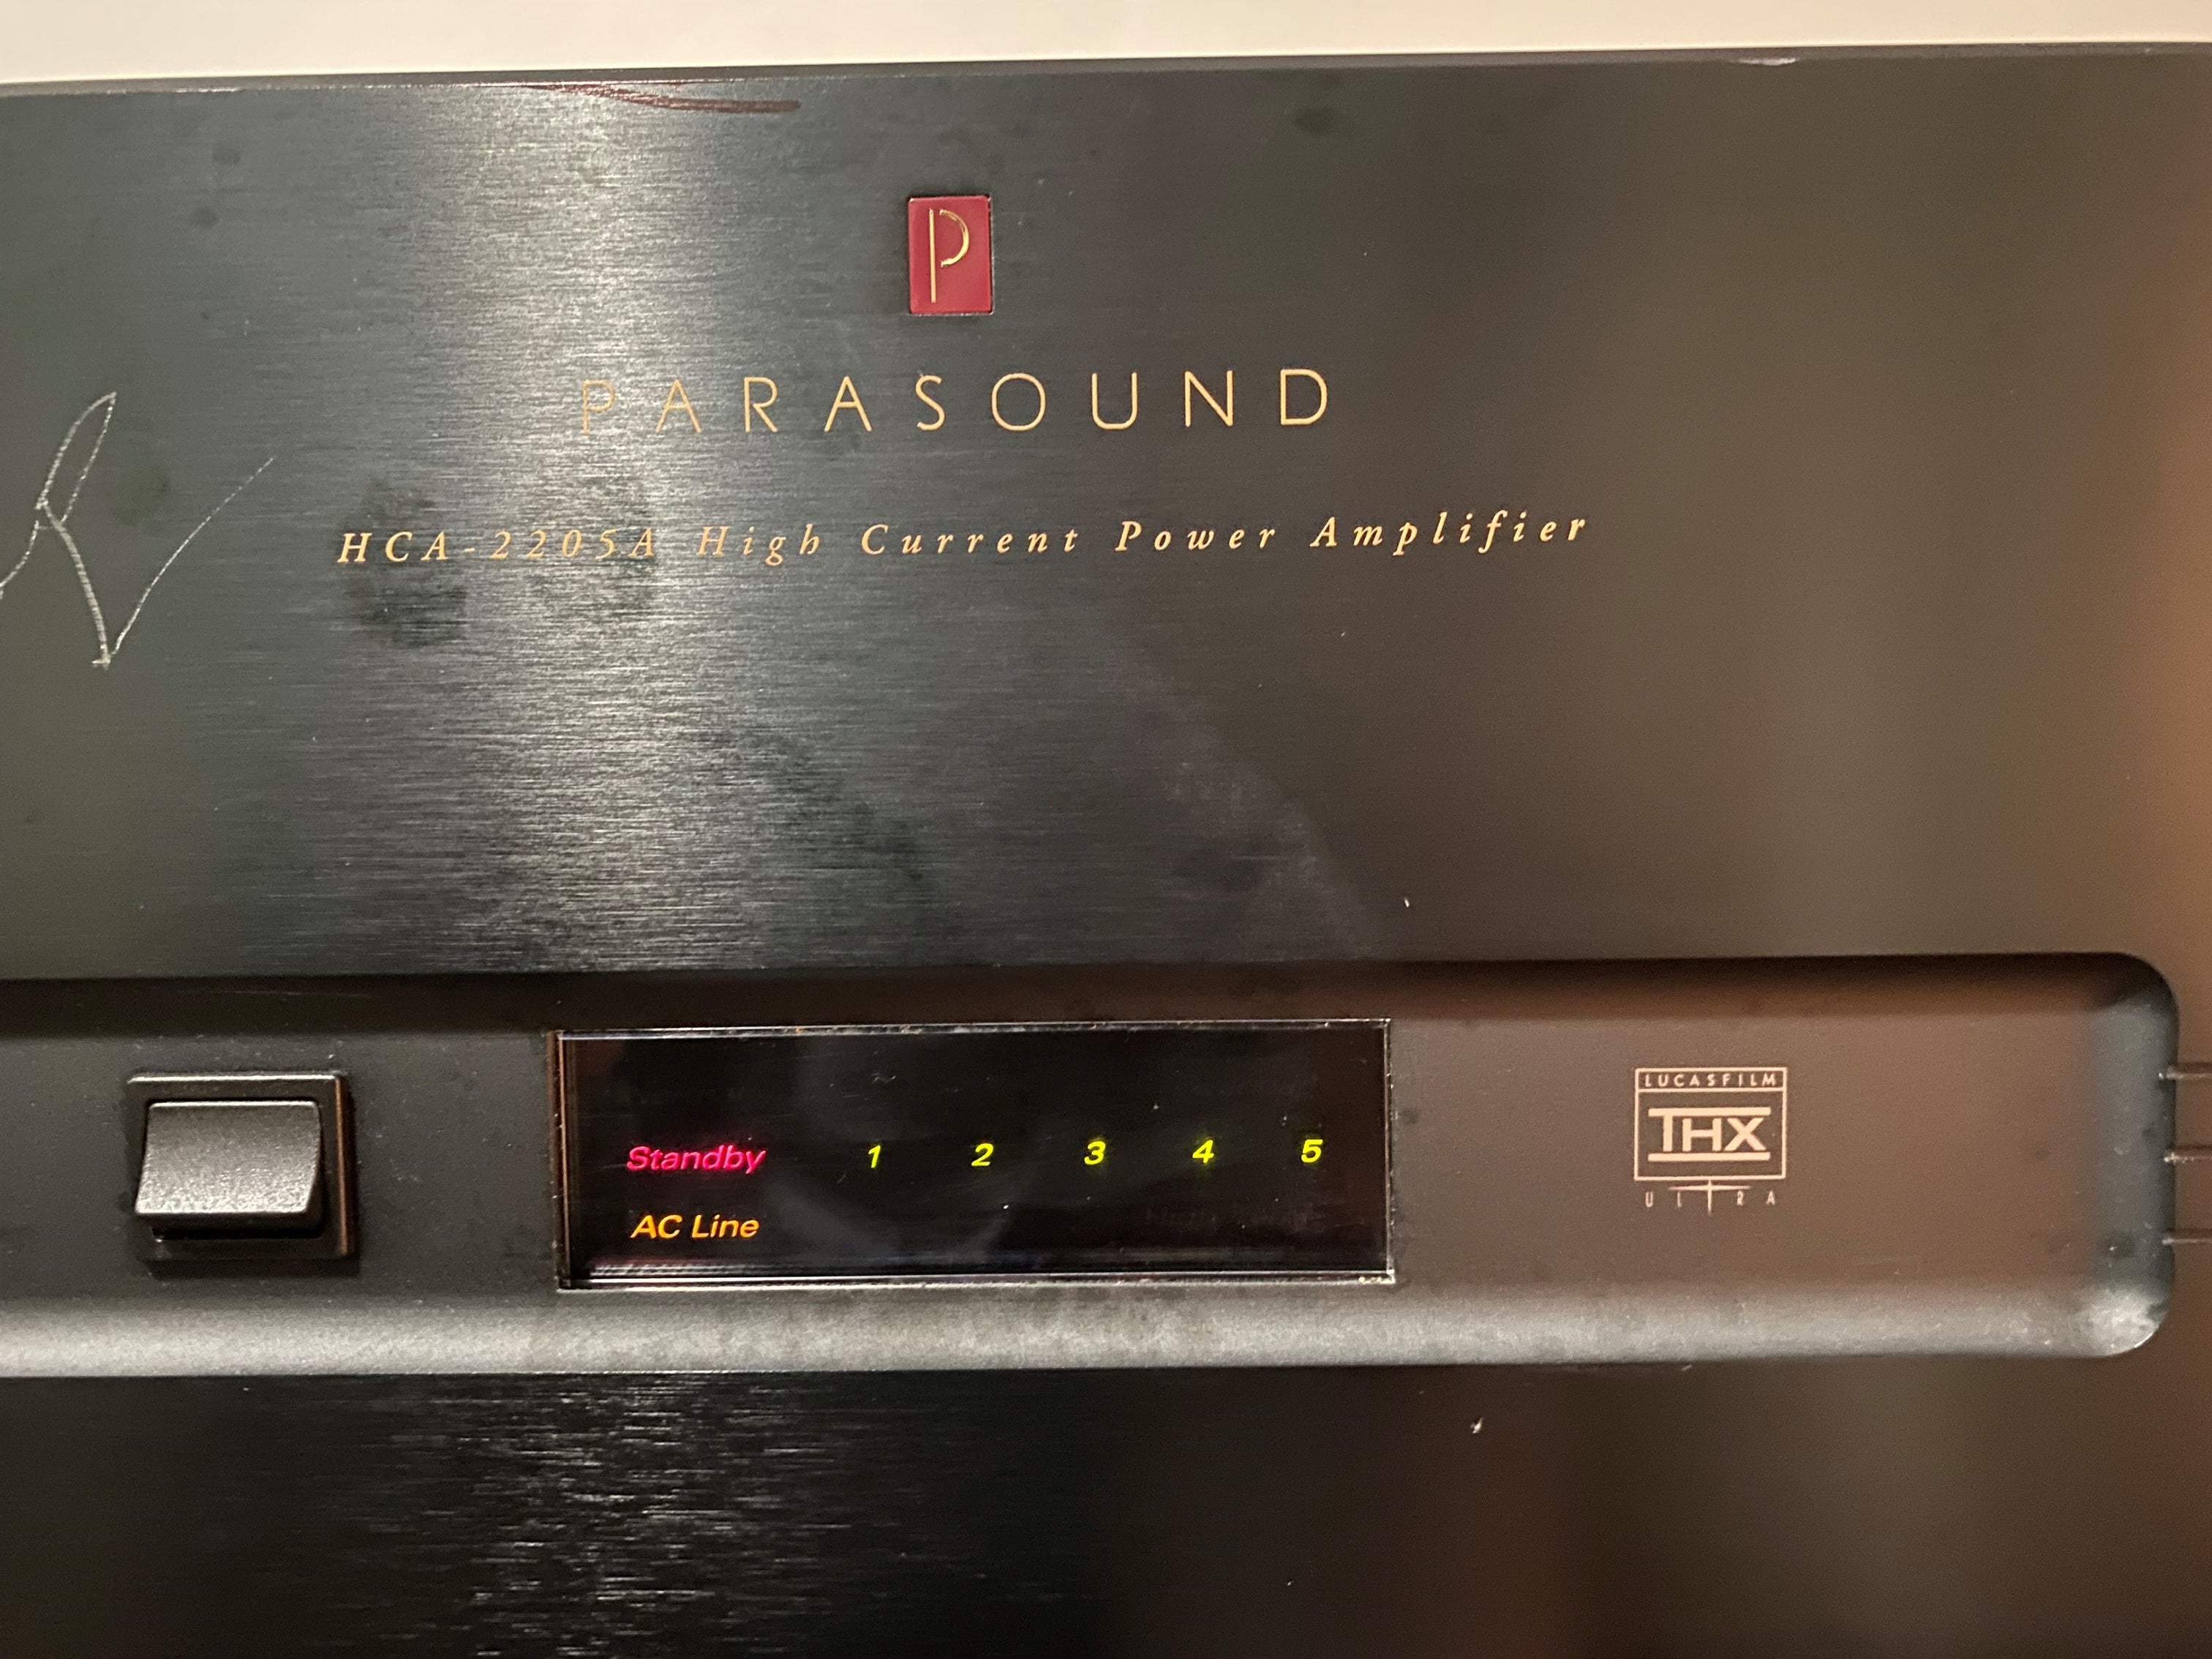 P
PARASOUND
HCA-2205A High Current Power Amplifier
Standby 1 2 3 4 5
AC Line
LUCASFILM
THX
ULTRA